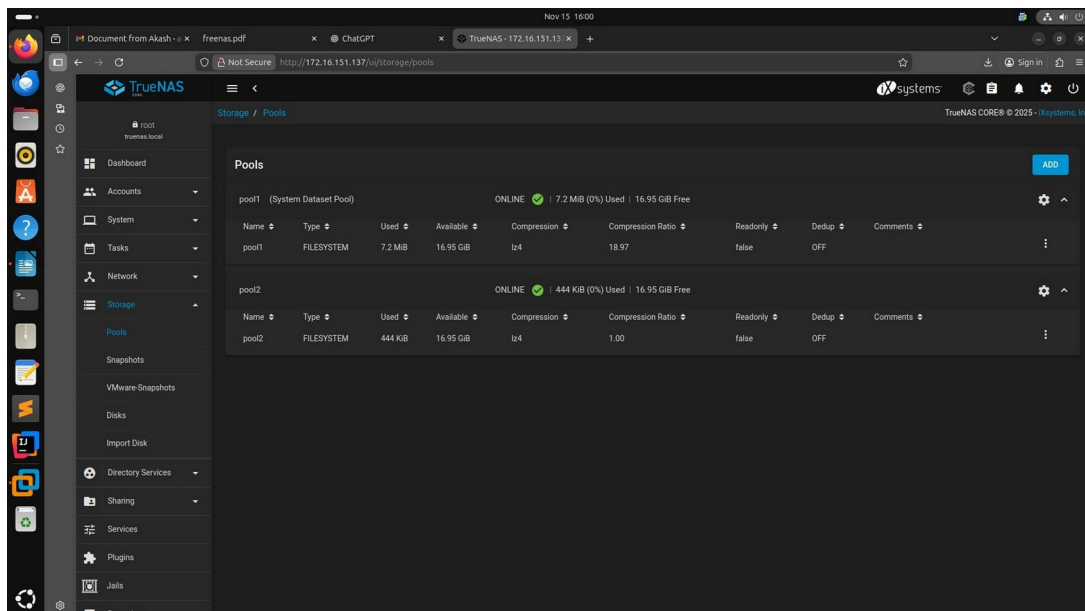 Nov 15 16:00
Document from Akash - a × freenas.pdf × ChatGPT × TrueNAS - 172.16.151.13 × +
Not Secure http://172.16.151.137/ui/storage/pools Sign in
TrueNAS CORE iXsystems
Storage / Pools TrueNAS CORE® © 2025 - iXsystems, In
root
truenas.local
Dashboard
Accounts
System
Tasks
Network
Storage
Pools
Snapshots
VMware-Snapshots
Disks
Import Disk
Directory Services
Sharing
Services
Plugins
Jails
Pools ADD
pool1 (System Dataset Pool) ONLINE | 7.2 MiB (0%) Used | 16.95 GiB Free
Name Type Used Available Compression Compression Ratio Readonly Dedup Comments
pool1 FILESYSTEM 7.2 MiB 16.95 GiB lz4 18.97 false OFF
pool2 ONLINE | 444 KiB (0%) Used | 16.95 GiB Free
Name Type Used Available Compression Compression Ratio Readonly Dedup Comments
pool2 FILESYSTEM 444 KiB 16.95 GiB lz4 1.00 false OFF